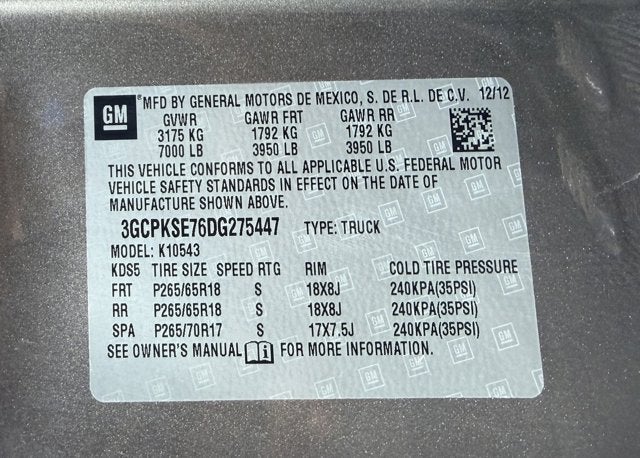 GM ®MFD BY GENERAL MOTORS DE MEXICO, S. DE R.L. DE C.V. 12/12
GVWR GAWR FRT GAWR RR
3175 KG 1792 KG 1792 KG
7000 LB 3950 LB 3950 LB
THIS VEHICLE CONFORMS TO ALL APPLICABLE U.S. FEDERAL MOTOR
VEHICLE SAFETY STANDARDS IN EFFECT ON THE DATE OF
MANUFACTURE SHOWN ABOVE.
3GCPKSE76DG275447 TYPE: TRUCK
MODEL: K10543
KDS5 TIRE SIZE SPEED RTG RIM COLD TIRE PRESSURE
FRT P265/65R18 S 18X8J 240KPA(35PSI)
RR P265/65R18 S 18X8J 240KPA(35PSI)
SPA P265/70R17 S 17X7.5J 240KPA(35PSI)
SEE OWNER'S MANUAL FOR MORE INFORMATION.